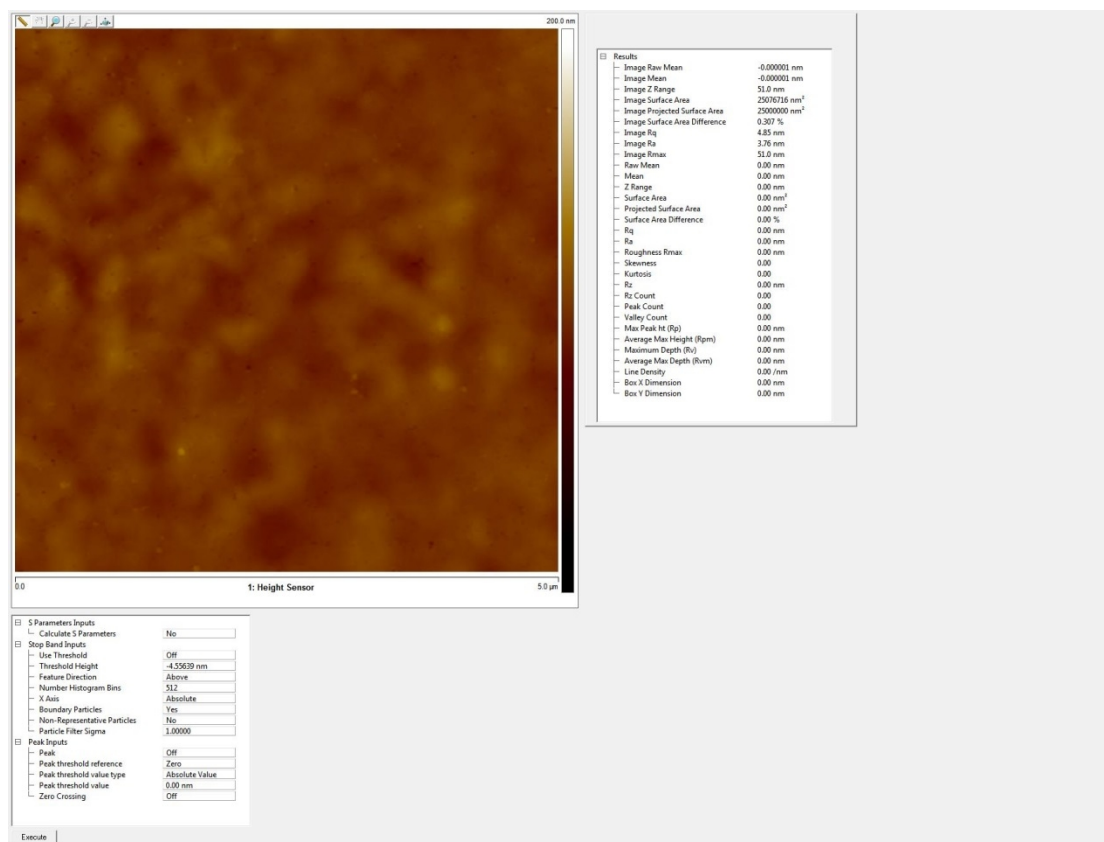 200.0 nm
0.0
1: Height Sensor
5.0 µm
Results
Image Raw Mean -0.000001 nm
Image Mean -0.000001 nm
Image Z Range 51.0 nm
Image Surface Area 25076716 nm²
Image Projected Surface Area 25000000 nm²
Image Surface Area Difference 0.307 %
Image Rq 4.85 nm
Image Ra 3.76 nm
Image Rmax 51.0 nm
Raw Mean 0.00 nm
Mean 0.00 nm
Z Range 0.00 nm
Surface Area 0.00 nm²
Projected Surface Area 0.00 nm²
Surface Area Difference 0.00 %
Rq 0.00 nm
Ra 0.00 nm
Roughness Rmax 0.00 nm
Skewness 0.00
Kurtosis 0.00
Rz 0.00 nm
Rz Count 0.00
Peak Count 0.00
Valley Count 0.00
Max Peak ht (Rp) 0.00 nm
Average Max Height (Rpm) 0.00 nm
Maximum Depth (Rv) 0.00 nm
Average Max Depth (Rvm) 0.00 nm
Line Density 0.00 /nm
Box X Dimension 0.00 nm
Box Y Dimension 0.00 nm
S Parameters Inputs
Calculate S Parameters No
Stop Band Inputs
Use Threshold Off
Threshold Height -4.55639 nm
Feature Direction Above
Number Histogram Bins 512
X Axis Absolute
Boundary Particles Yes
Non-Representative Particles No
Particle Filter Sigma 1.00000
Peak Inputs
Peak Off
Peak threshold reference Zero
Peak threshold value type Absolute Value
Peak threshold value 0.00 nm
Zero Crossing Off
Execute